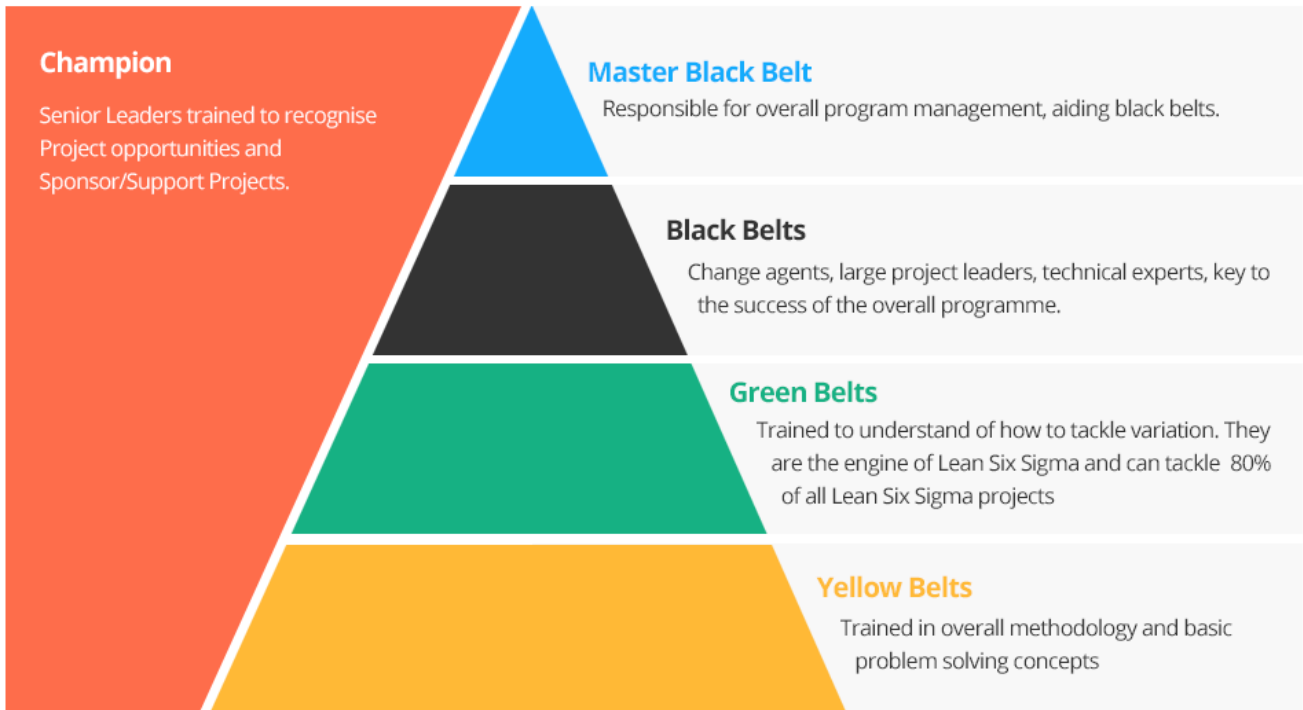 Champion
Senior Leaders trained to recognise
Project opportunities and
Sponsor/Support Projects.
Master Black Belt
Responsible for overall program management, aiding black belts.
Black Belts
Change agents, large project leaders, technical experts, key to
the success of the overall programme.
Green Belts
Trained to understand of how to tackle variation. They
are the engine of Lean Six Sigma and can tackle 80%
of all Lean Six Sigma projects
Yellow Belts
Trained in overall methodology and basic
problem solving concepts